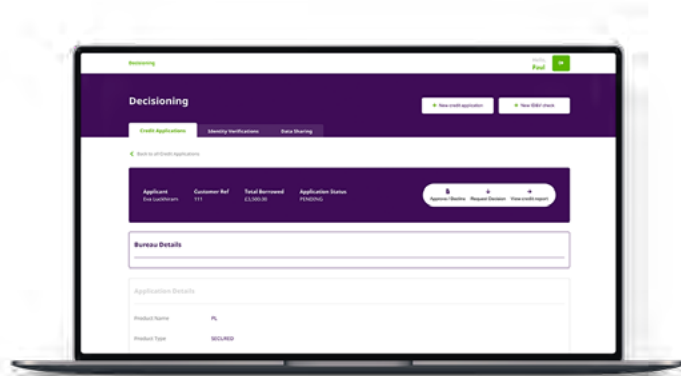 Decisioning
Hello,
Paul
Decisioning
+ New credit application
+ New ID&V check
Credit Applications
Identity Verifications
Data Sharing
Back to all Credit Applications
Applicant Customer Ref Total Borrowed Application Status
Eva Luckhiram 111 £3,500.00 PENDING
Approve / Decline Request Decision View credit report
Bureau Details
Application Details
Product Name PL
Product Type SECURED